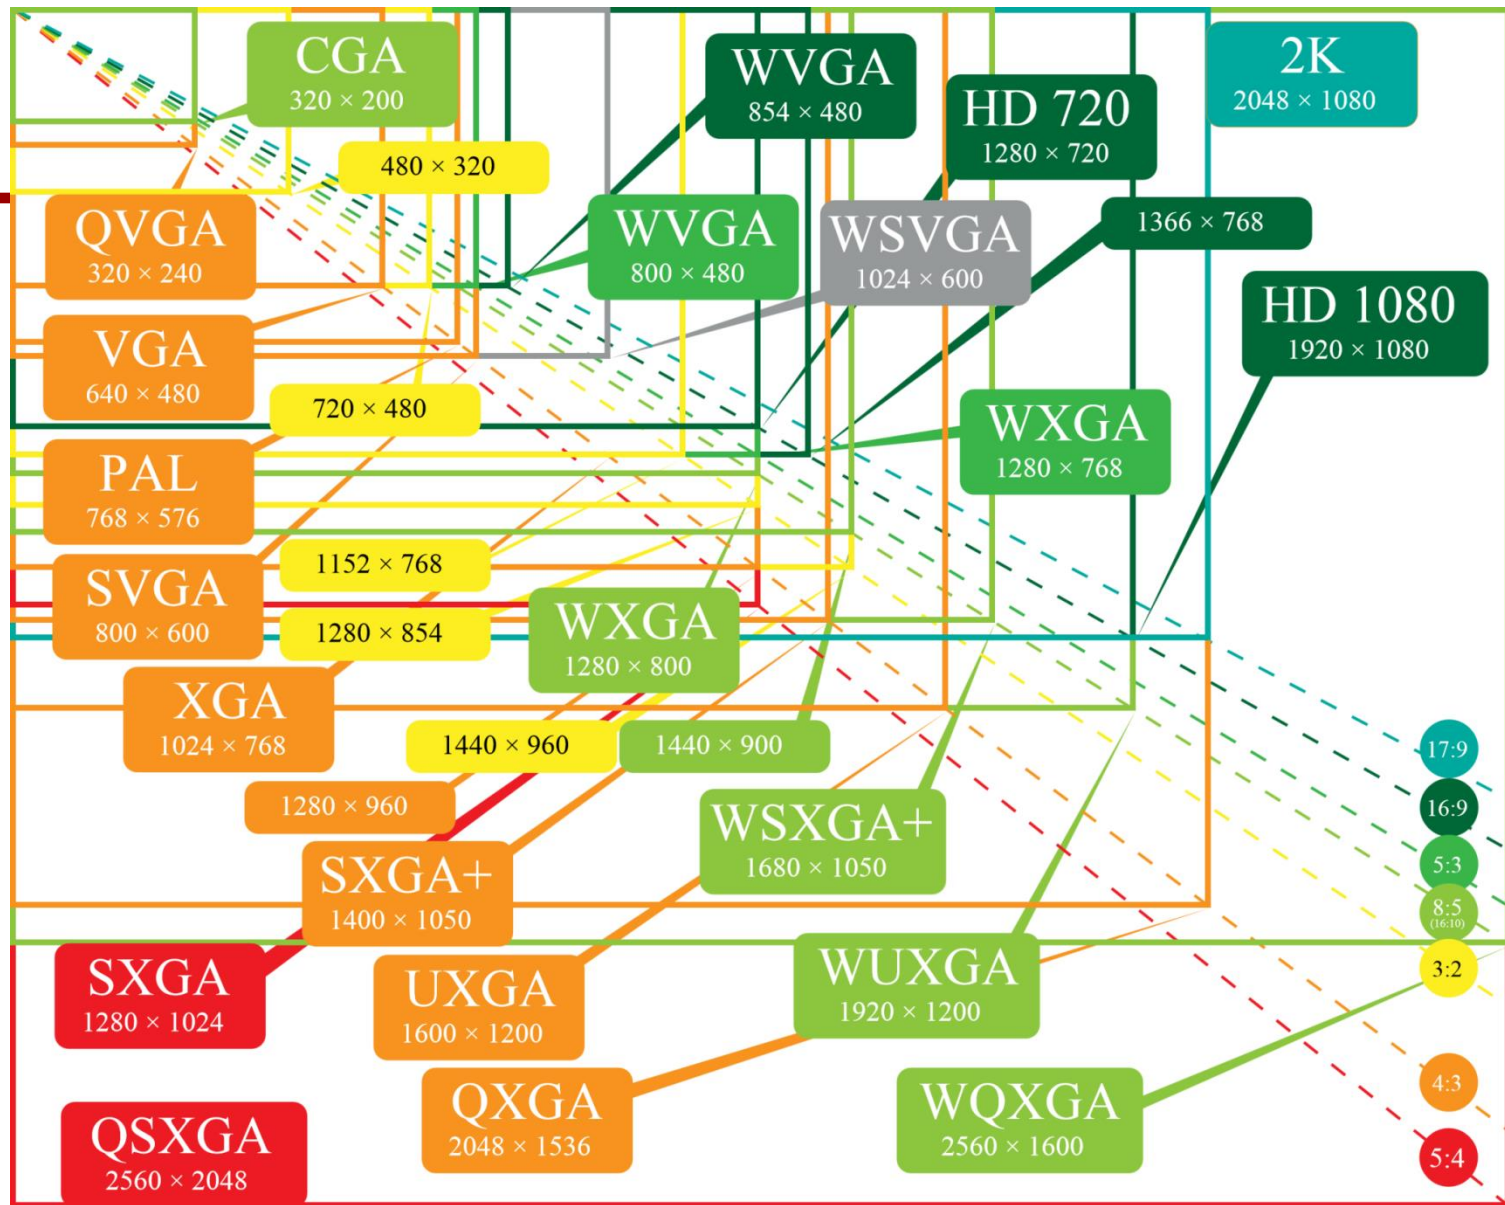 CGA
320 × 200
WVGA
854 × 480
2K
2048 × 1080
HD 720
1280 × 720
480 × 320
QVGA
320 × 240
WVGA
800 × 480
WSVGA
1024 × 600
1366 × 768
HD 1080
1920 × 1080
VGA
640 × 480
720 × 480
WXGA
1280 × 768
PAL
768 × 576
1152 × 768
SVGA
800 × 600
1280 × 854
WXGA
1280 × 800
XGA
1024 × 768
1440 × 960
1440 × 900
17:9
1280 × 960
16:9
WSXGA+
1680 × 1050
5:3
SXGA+
1400 × 1050
8:5
(16:10)
SXGA
1280 × 1024
UXGA
1600 × 1200
WUXGA
1920 × 1200
3:2
QXGA
2048 × 1536
WQXGA
2560 × 1600
4:3
QSXGA
2560 × 2048
5:4